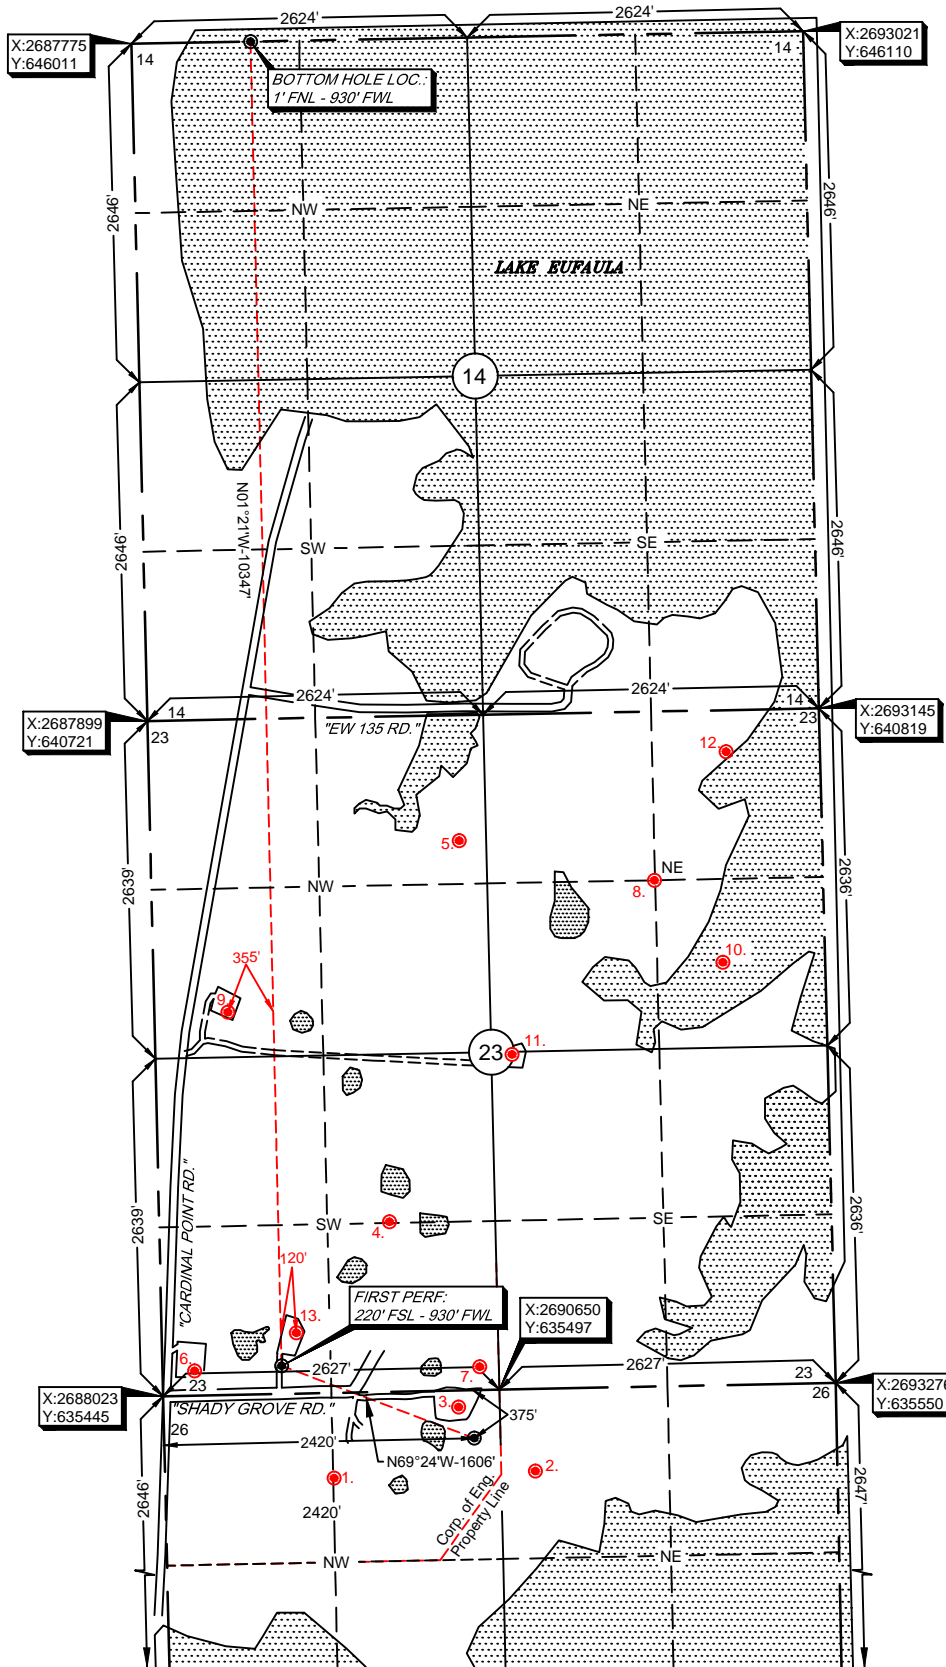 2624'
2624'
X:2687775
Y:646011
14
14
X:2693021
Y:646110
BOTTOM HOLE LOC.:
1' FNL - 930' FWL
2646'
2646'
NW
NE
LAKE EUFAULA
14
N01°21'W-10347'
2646'
2646'
SW
SE
2624'
2624'
X:2687899
Y:640721
14
23
14
23
X:2693145
Y:640819
"EW 135 RD."
12.
5.
2639'
2636'
NW
NE
8.
355'
10.
9.
23
11.
"CARDINAL POINT RD."
2639'
2636'
SW
SE
4.
120'
FIRST PERF:
220' FSL - 930' FWL
X:2690650
Y:635497
13.
6.
2627'
7.
2627'
23
23
26
X:2688023
Y:635445
X:2693276
Y:635550
"SHADY GROVE RD."
3.
375'
26
2420'
N69°24'W-1606'
1.
2.
2420'
2646'
2647'
Corp. of Eng.
Property Line
NW
NE